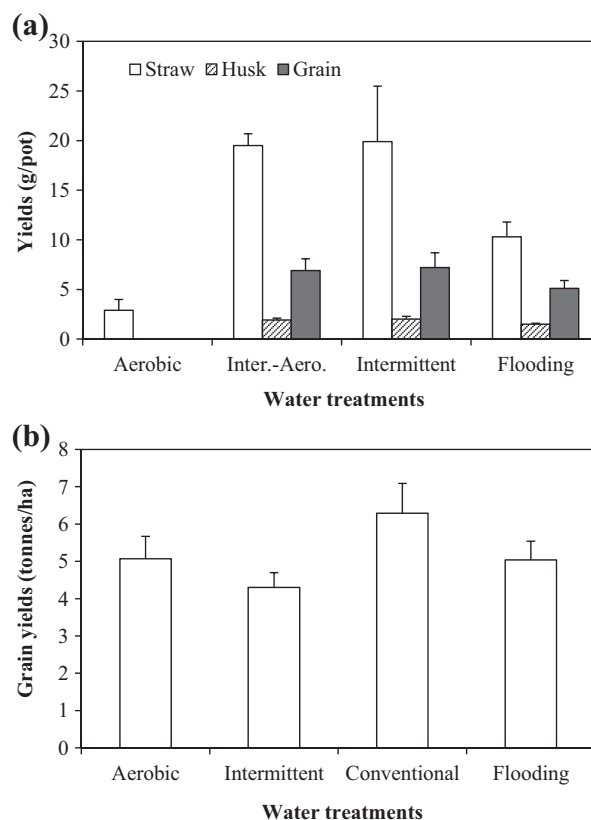 (a)
30
25
20
15
10
5
0
Yields (g/pot)
Straw Husk Grain
Aerobic Inter.-Aero. Intermittent Flooding
Water treatments
(b)
8
7
6
5
4
3
2
1
0
Grain yields (tonnes/ha)
Aerobic Intermittent Conventional Flooding
Water treatments